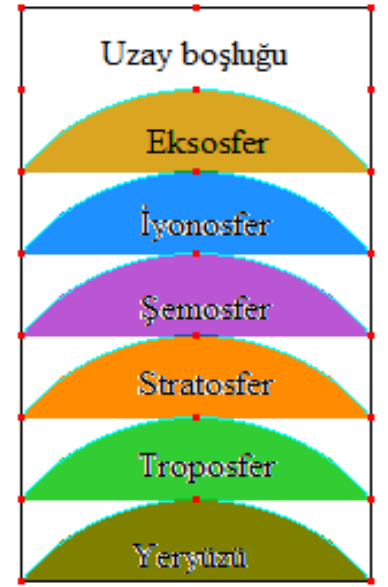 Uzay boşluğu
Eksosfer
İyonosfer
Şemosfer
Stratosfer
Troposfer
Yeryüzü